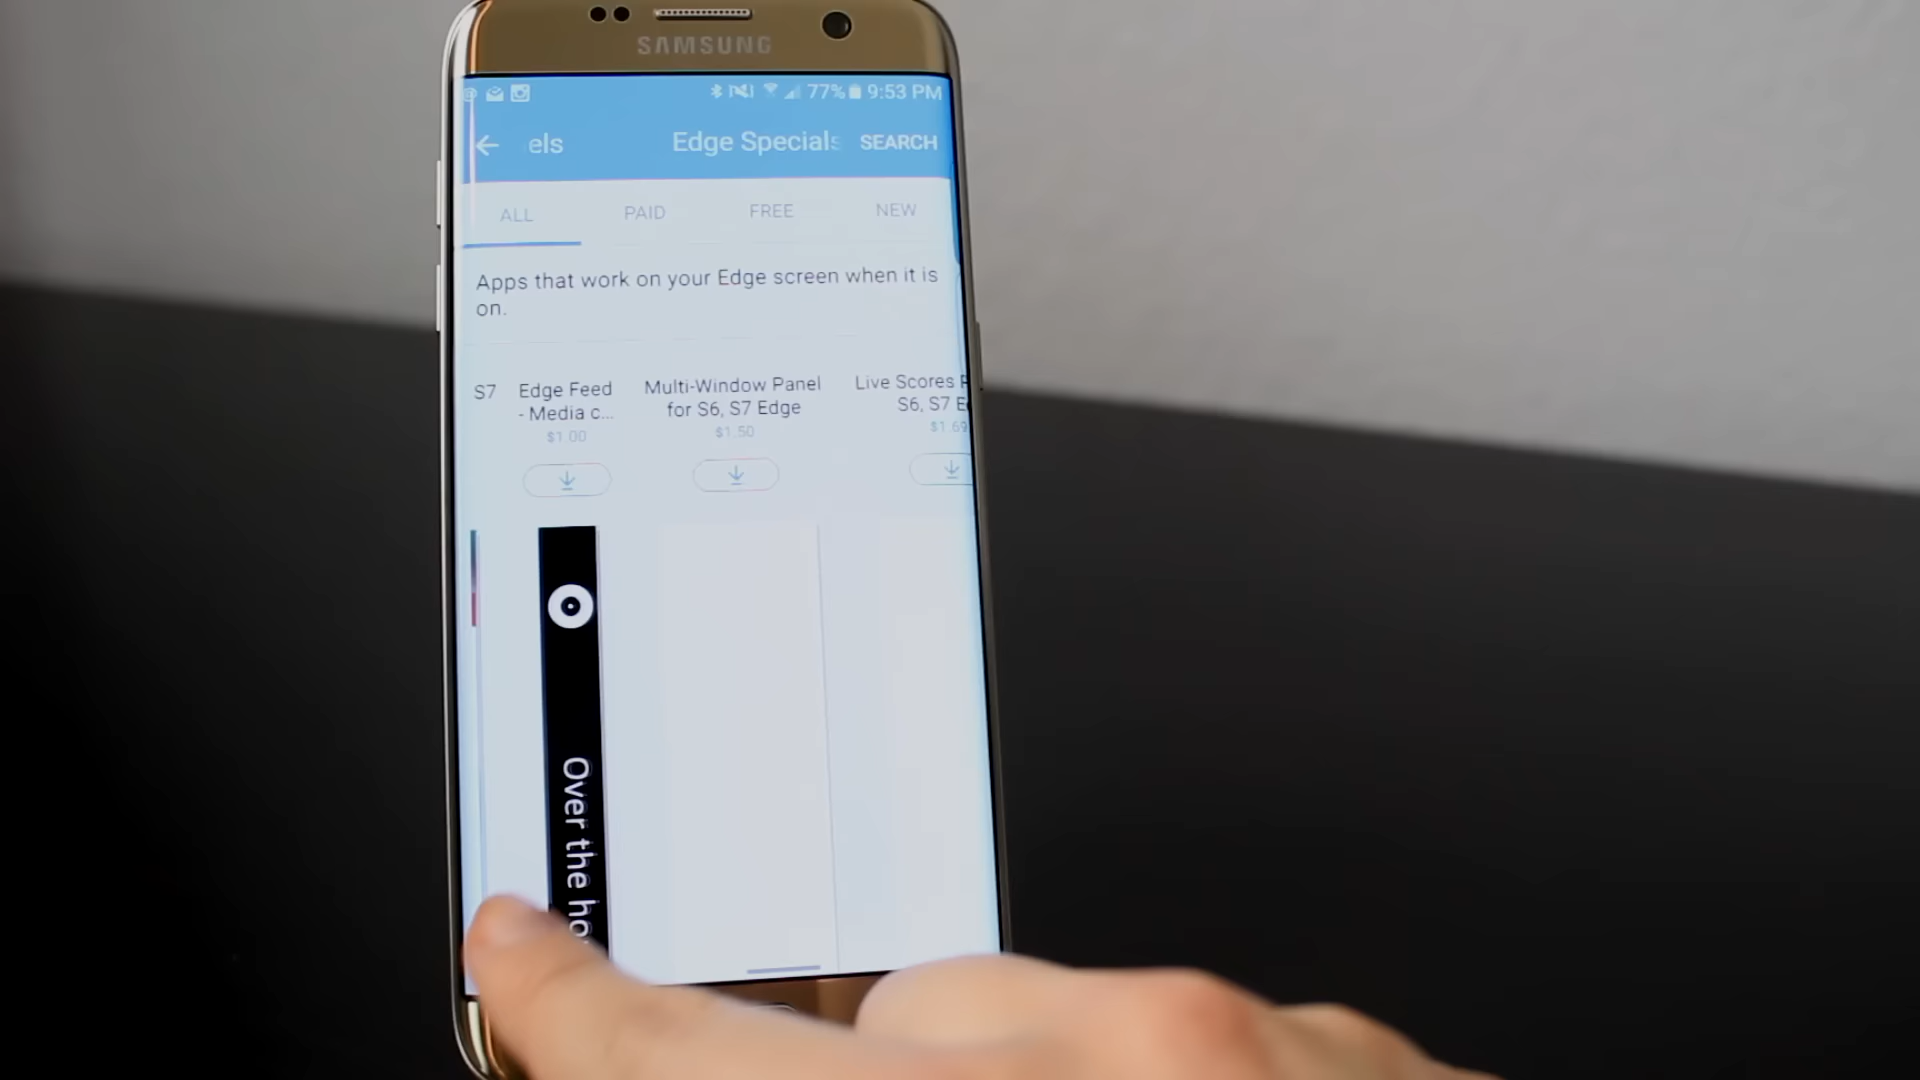 SAMSUNG
77% 9:53 PM
els Edge Specials SEARCH
ALL PAID FREE NEW
Apps that work on your Edge screen when it is
on.
S7
Edge Feed
- Media c...
$1.00
Multi-Window Panel
for S6, S7 Edge
$1.50
Live Scores
S6, S7 E
$1.69
Over the ho